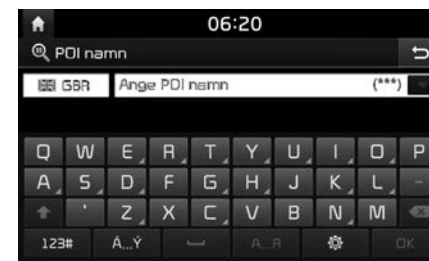 06:20
POI namn
GBR Ange POI namn (***)
Q W E R T Y U I O P
A S D F G H J K L -
' Z X C V B N M
123# Á...Ý A...Я OK